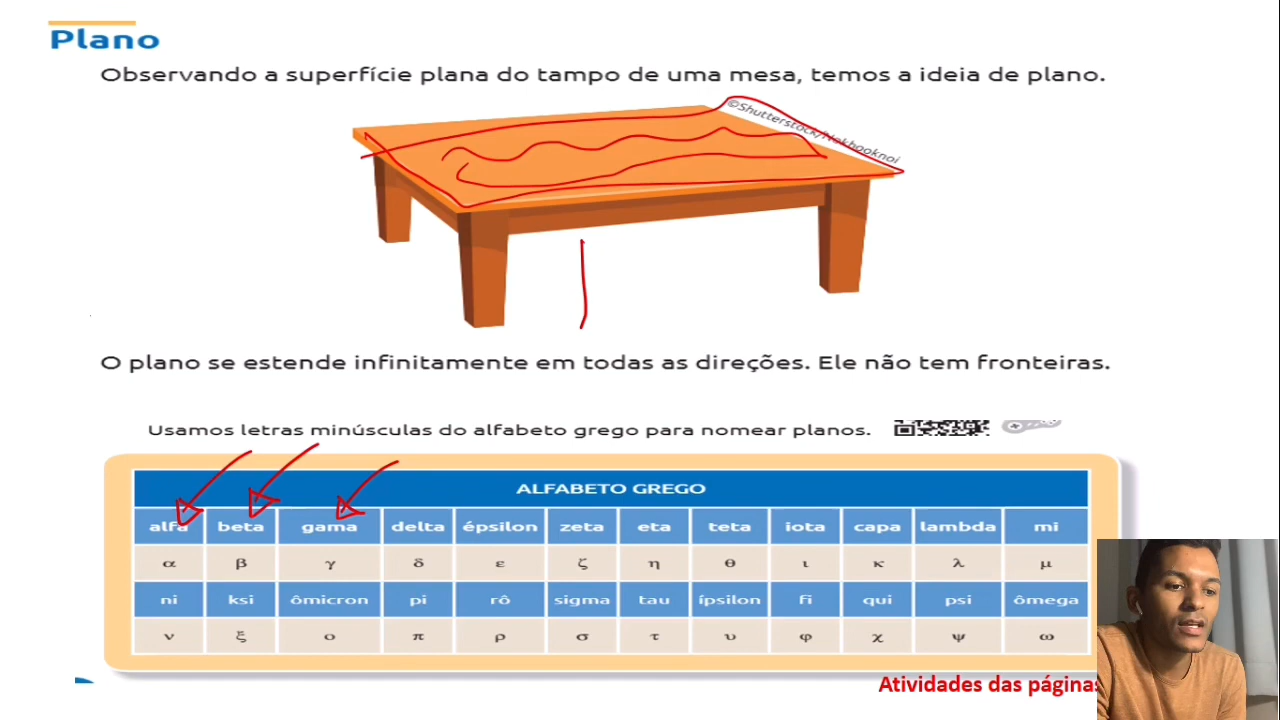 Plano
Observando a superfície plana do tampo de uma mesa, temos a ideia de plano.
©Shutterstock/Nokhooknoi
O plano se estende infinitamente em todas as direções. Ele não tem fronteiras.
Usamos letras minúsculas do alfabeto grego para nomear planos.
ALFABETO GREGO
alfa beta gama delta épsilon zeta eta teta iota capa lambda mi
α β γ δ ε ζ η θ ι κ λ μ
ni ksi ômicron pi rô sigma tau ípsilon fi qui psi ômega
ν ξ ο π ρ σ τ υ φ χ ψ ω
Atividades das páginas